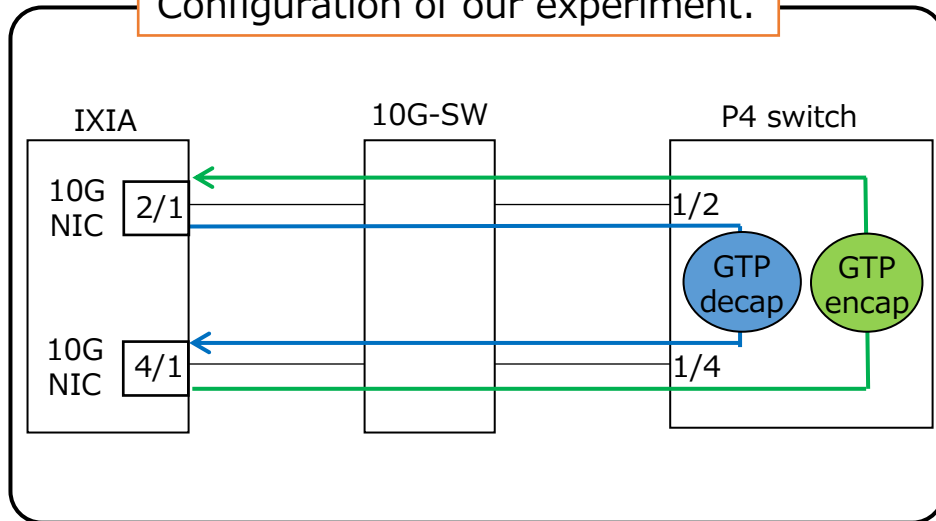 Configuration of our experiment.
IXIA
10G-SW
P4 switch
10G
NIC
2/1
1/2
GTP
decap
GTP
encap
10G
NIC
4/1
1/4